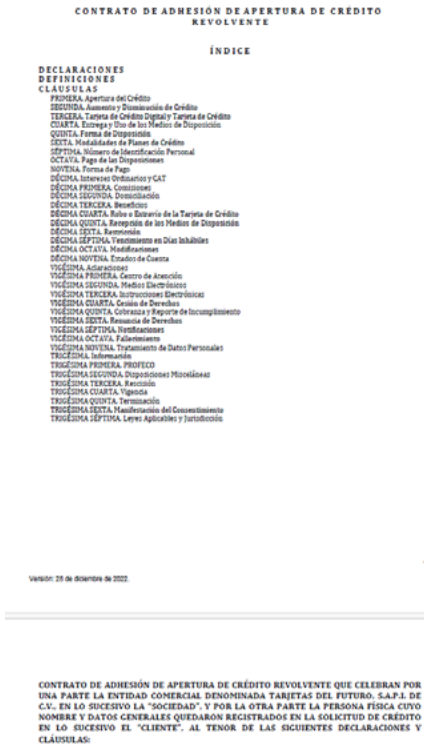 CONTRATO DE ADHESIÓN DE APERTURA DE CRÉDITO
REVOLVENTE
ÍNDICE
DECLARACIONES
DEFINICIONES
CLÁUSULAS
PRIMERA. Apertura del Crédito
SEGUNDA. Aumento y Disminución de Crédito
TERCERA. Tarjeta de Crédito Digital y Tarjeta de Crédito
CUARTA. Entrega y Uso de los Medios de Disposición
QUINTA. Forma de Disposición
SEXTA. Modalidades de Planes de Crédito
SÉPTIMA. Número de Identificación Personal
OCTAVA. Pago de las Disposiciones
NOVENA. Forma de Pago
DÉCIMA. Intereses Ordinarios y CAT
DÉCIMA PRIMERA. Comisiones
DÉCIMA SEGUNDA. Domiciliación
DÉCIMA TERCERA. Beneficios
DÉCIMA CUARTA. Robo o Extravío de la Tarjeta de Crédito
DÉCIMA QUINTA. Recepción de los Medios de Disposición
DÉCIMA SEXTA. Restricción
DÉCIMA SÉPTIMA. Vencimiento en Días Inhábiles
DÉCIMA OCTAVA. Modificaciones
DÉCIMA NOVENA. Estados de Cuenta
VIGÉSIMA. Aclaraciones
VIGÉSIMA PRIMERA. Centro de Atención
VIGÉSIMA SEGUNDA. Medios Electrónicos
VIGÉSIMA TERCERA. Instrucciones Electrónicas
VIGÉSIMA CUARTA. Cesión de Derechos
VIGÉSIMA QUINTA. Cobranza y Reporte de Incumplimiento
VIGÉSIMA SEXTA. Renuncia de Derechos
VIGÉSIMA SÉPTIMA. Notificaciones
VIGÉSIMA OCTAVA. Fallecimiento
VIGÉSIMA NOVENA. Tratamiento de Datos Personales
TRIGÉSIMA. Información
TRIGÉSIMA PRIMERA. PROFECO
TRIGÉSIMA SEGUNDA. Disposiciones Misceláneas
TRIGÉSIMA TERCERA. Rescisión
TRIGÉSIMA CUARTA. Vigencia
TRIGÉSIMA QUINTA. Terminación
TRIGÉSIMA SEXTA. Manifestación del Consentimiento
TRIGÉSIMA SÉPTIMA. Leyes Aplicables y Jurisdicción
Versión: 26 de diciembre de 2022.
CONTRATO DE ADHESIÓN DE APERTURA DE CRÉDITO REVOLVENTE QUE CELEBRAN POR
UNA PARTE LA ENTIDAD COMERCIAL DENOMINADA TARJETAS DEL FUTURO, S.A.P.I. DE
C.V., EN LO SUCESIVO LA "SOCIEDAD", Y POR LA OTRA PARTE LA PERSONA FÍSICA CUYO
NOMBRE Y DATOS GENERALES QUEDARON REGISTRADOS EN LA SOLICITUD DE CRÉDITO
EN LO SUCESIVO EL "CLIENTE", AL TENOR DE LAS SIGUIENTES DECLARACIONES Y
CLÁUSULAS: